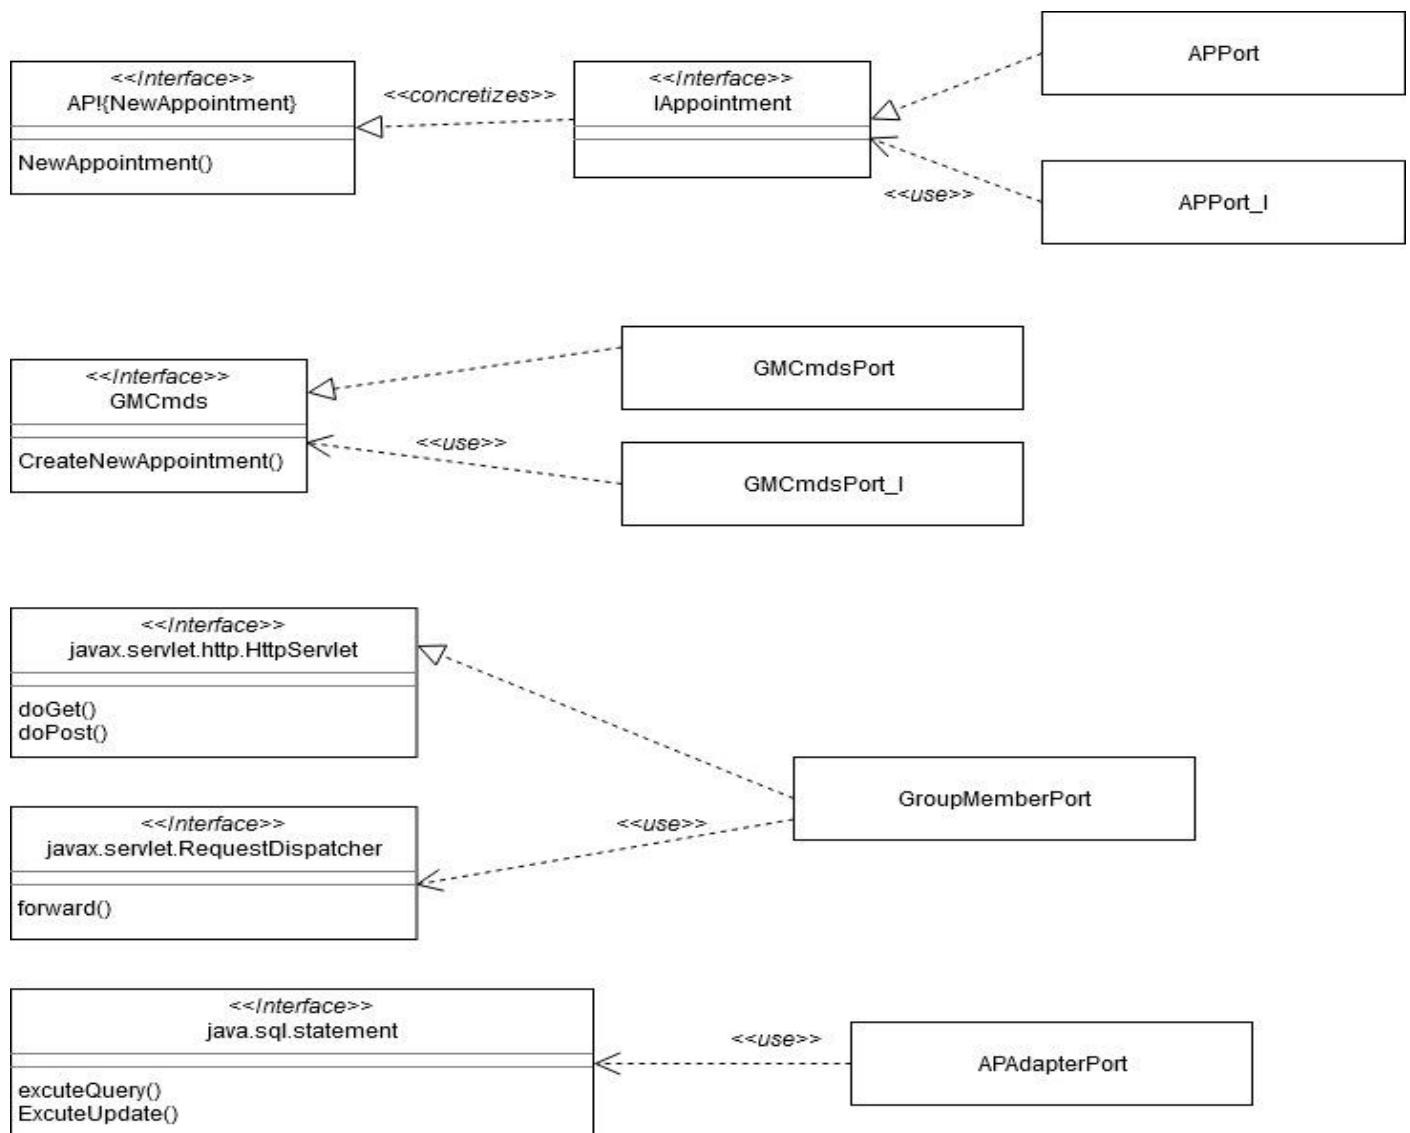 <<Interface>>
AP!{NewAppointment}
NewAppointment()
<<concretizes>>
<<Interface>>
IAppointment
APPort
<<use>>
APPort_I
<<Interface>>
GMCmds
CreateNewAppointment()
GMCmdsPort
<<use>>
GMCmdsPort_I
<<Interface>>
javax.servlet.http.HttpServlet
doGet()
doPost()
<<Interface>>
javax.servlet.RequestDispatcher
forward()
<<use>>
GroupMemberPort
<<Interface>>
java.sql.statement
excuteQuery()
ExcuteUpdate()
<<use>>
APAdapterPort